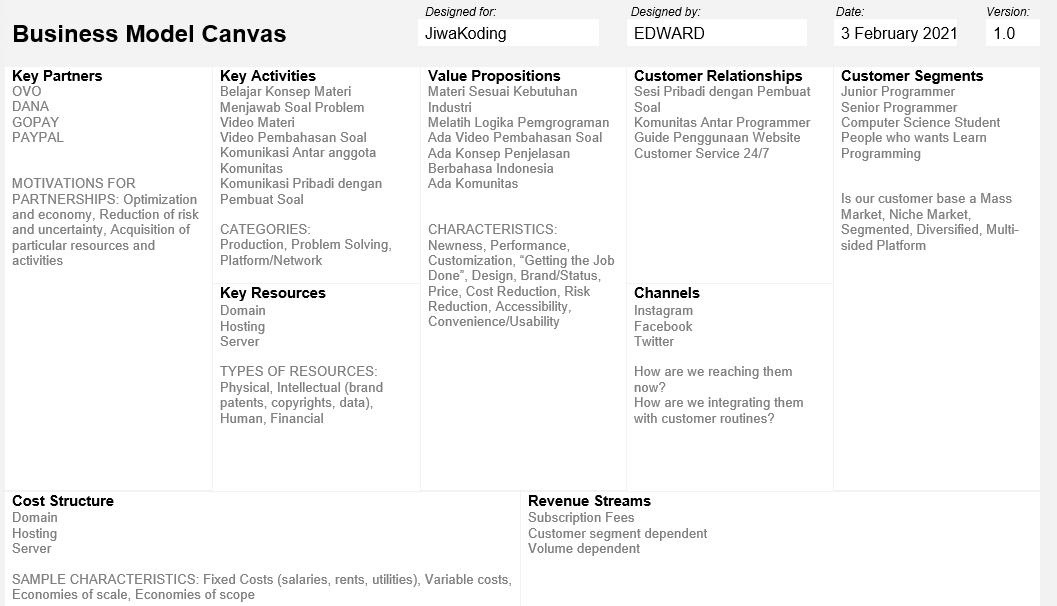 Business Model Canvas
Designed for:
JiwaKoding
Designed by:
EDWARD
Date:
3 February 2021
Version:
1.0
Key Partners
OVO
DANA
GOPAY
PAYPAL
MOTIVATIONS FOR
PARTNERSHIPS: Optimization
and economy, Reduction of risk
and uncertainty, Acquisition of
particular resources and
activities
Key Activities
Belajar Konsep Materi
Menjawab Soal Problem
Video Materi
Video Pembahasan Soal
Komunikasi Antar anggota
Komunitas
Komunikasi Pribadi dengan
Pembuat Soal
CATEGORIES:
Production, Problem Solving,
Platform/Network
Key Resources
Domain
Hosting
Server
TYPES OF RESOURCES:
Physical, Intellectual (brand
patents, copyrights, data),
Human, Financial
Value Propositions
Materi Sesuai Kebutuhan
Industri
Melatih Logika Pemgrograman
Ada Video Pembahasan Soal
Ada Konsep Penjelasan
Berbahasa Indonesia
Ada Komunitas
CHARACTERISTICS:
Newness, Performance,
Customization, “Getting the Job
Done”, Design, Brand/Status,
Price, Cost Reduction, Risk
Reduction, Accessibility,
Convenience/Usability
Customer Relationships
Sesi Pribadi dengan Pembuat
Soal
Komunitas Antar Programmer
Guide Penggunaan Website
Customer Service 24/7
Channels
Instagram
Facebook
Twitter
How are we reaching them
now?
How are we integrating them
with customer routines?
Customer Segments
Junior Programmer
Senior Programmer
Computer Science Student
People who wants Learn
Programming
Is our customer base a Mass
Market, Niche Market,
Segmented, Diversified, Multi-
sided Platform
Cost Structure
Domain
Hosting
Server
SAMPLE CHARACTERISTICS: Fixed Costs (salaries, rents, utilities), Variable costs,
Economies of scale, Economies of scope
Revenue Streams
Subscription Fees
Customer segment dependent
Volume dependent